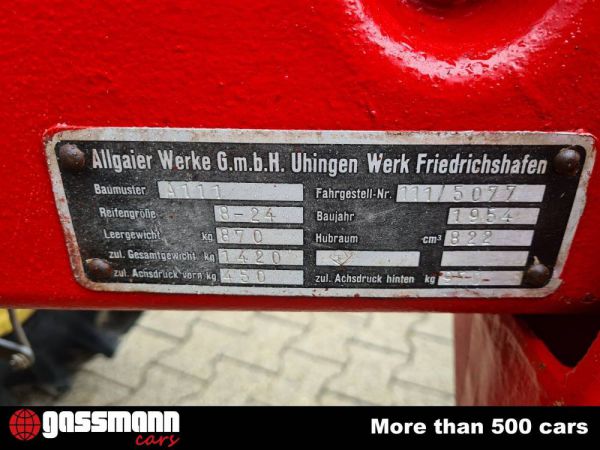 Allgaier Werke G.m.b.H. Uhingen Werk Friedrichshafen
Baumuster A111 Fahrgestell-Nr. 111/5077
Reifengröße 8-24 Baujahr 1954
Leergewicht kg 870 Hubraum cm³ 822
zul. Gesamtgewicht kg 1420
zul. Achsdruck vorn kg 450 zul. Achsdruck hinten kg
gassmann cars
More than 500 cars